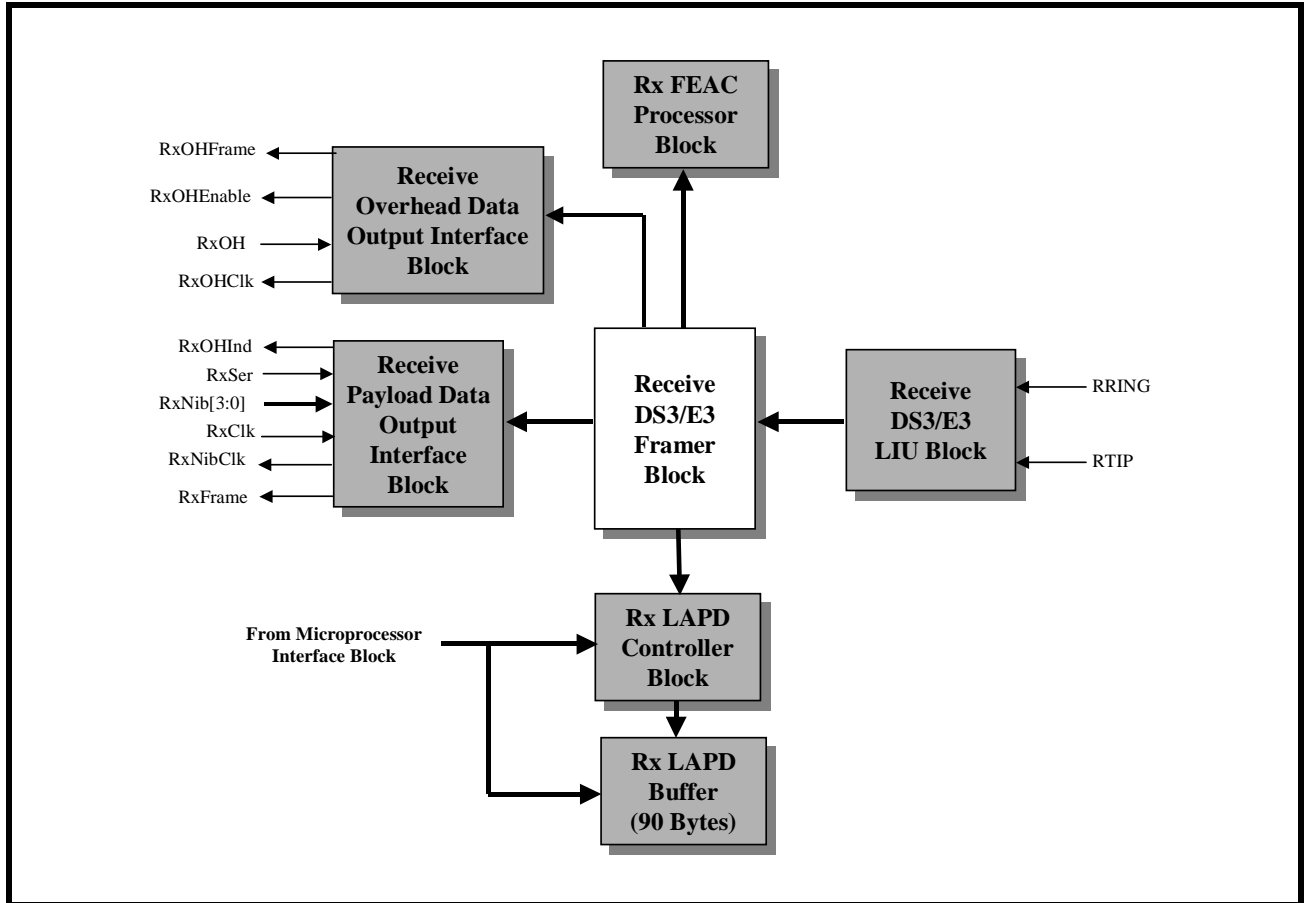 Rx FEAC
Processor
Block
RxOHFrame
RxOHEnable
RxOH
RxOHClk
Receive
Overhead Data
Output Interface
Block
RxOHInd
RxSer
RxNib[3:0]
RxClk
RxNibClk
RxFrame
Receive
Payload Data
Output
Interface
Block
Receive
DS3/E3
Framer
Block
Receive
DS3/E3
LIU Block
RRING
RTIP
From Microprocessor
Interface Block
Rx LAPD
Controller
Block
Rx LAPD
Buffer
(90 Bytes)